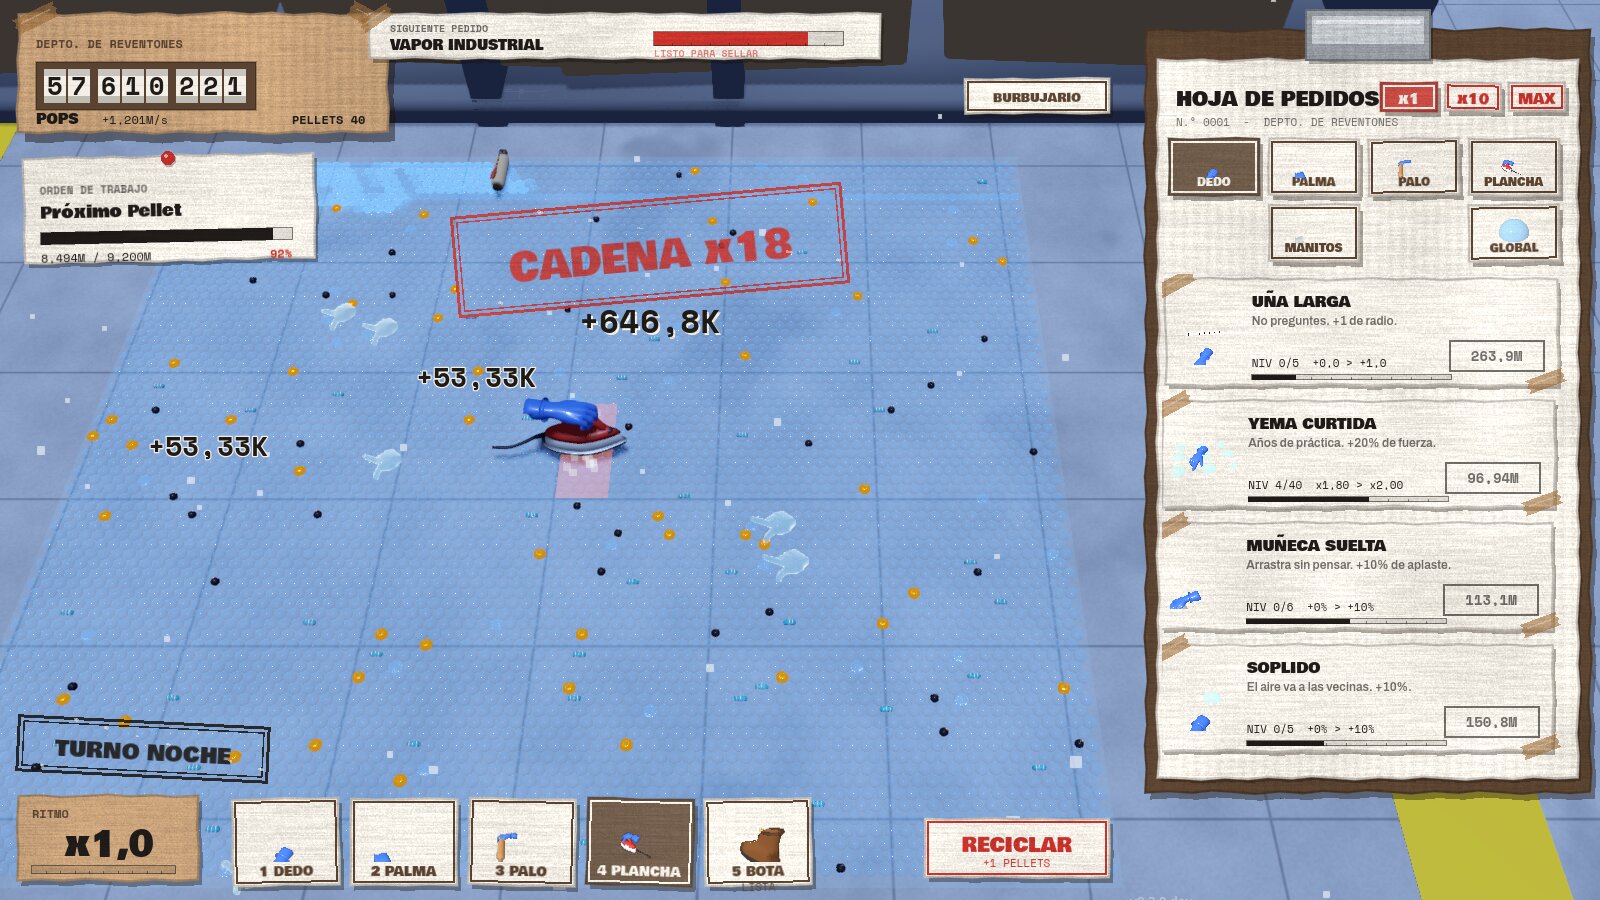 DEPTO. DE REVENTONES
57 610 221
POPS +1,201M/s PELLETS 40
SIGUIENTE PEDIDO
VAPOR INDUSTRIAL
LISTO PARA SELLAR
BURBUJARIO
ORDEN DE TRABAJO
Próximo Pellet
8,494M / 9,200M 92%
CADENA x18
+646,8K
+53,33K
+53,33K
TURNO NOCHE
RITMO
x1,0
1 DEDO
2 PALMA
3 PALO
4 PLANCHA
5 BOTA
LISTA
RECICLAR
+1 PELLETS
HOJA DE PEDIDOS
x1
x10
MAX
N.° 0001 - DEPTO. DE REVENTONES
DEDO
PALMA
PALO
PLANCHA
MANITOS
GLOBAL
UÑA LARGA
No preguntes. +1 de radio.
NIV 0/5 +0,0 > +1,0
263,9M
YEMA CURTIDA
Años de práctica. +20% de fuerza.
NIV 4/40 x1,80 > x2,00
96,94M
MUÑECA SUELTA
Arrastra sin pensar. +10% de aplaste.
NIV 0/6 +0% > +10%
113,1M
SOPLIDO
El aire va a las vecinas. +10%.
NIV 0/5 +0% > +10%
150,8M